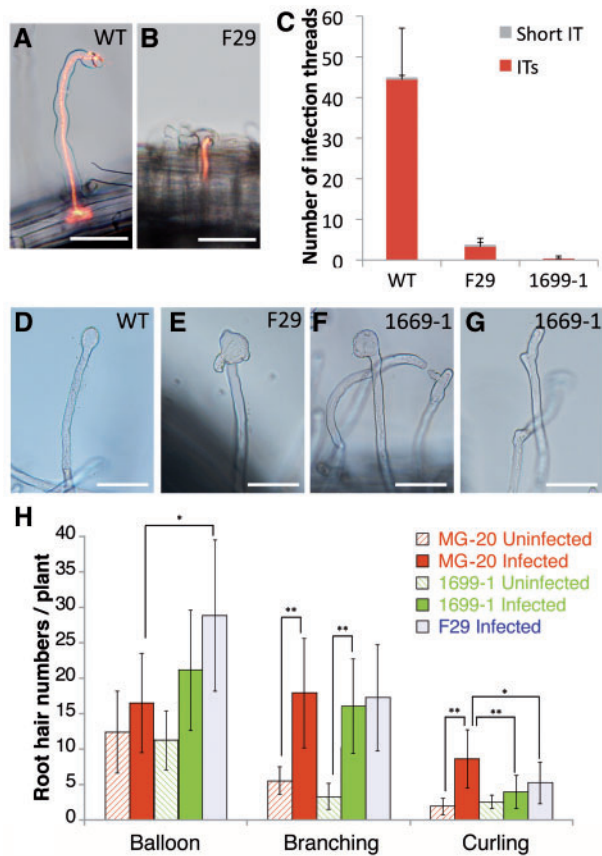 A WT
B F29
C
Number of infection threads
60
50
40
30
20
10
0
Short IT
ITs
WT F29 1699-1
D WT
E F29
F 1669-1
G 1669-1
H
Root hair numbers / plant
40
35
30
25
20
15
10
5
0
*
** **
** ** *
MG-20 Uninfected
MG-20 Infected
1699-1 Uninfected
1699-1 Infected
F29 Infected
Balloon Branching Curling